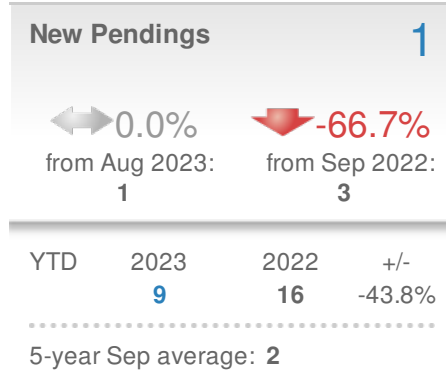 New Pendings 1
0.0% -66.7%
from Aug 2023: from Sep 2022:
1 3
YTD 2023 2022 +/-
9 16 -43.8%
5-year Sep average: 2